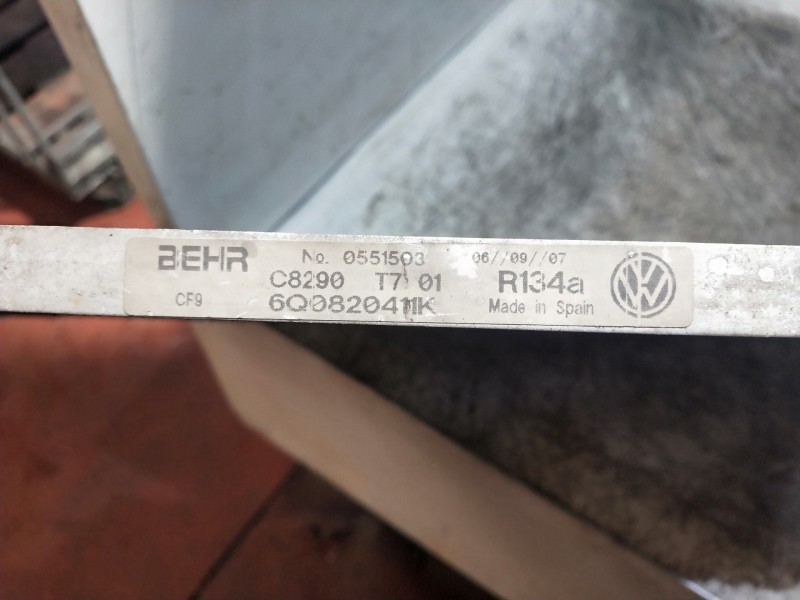 BEHR No. 0551503 06//09//07
C8290 T7 01 R134a
CF9 6Q0820411K Made in Spain